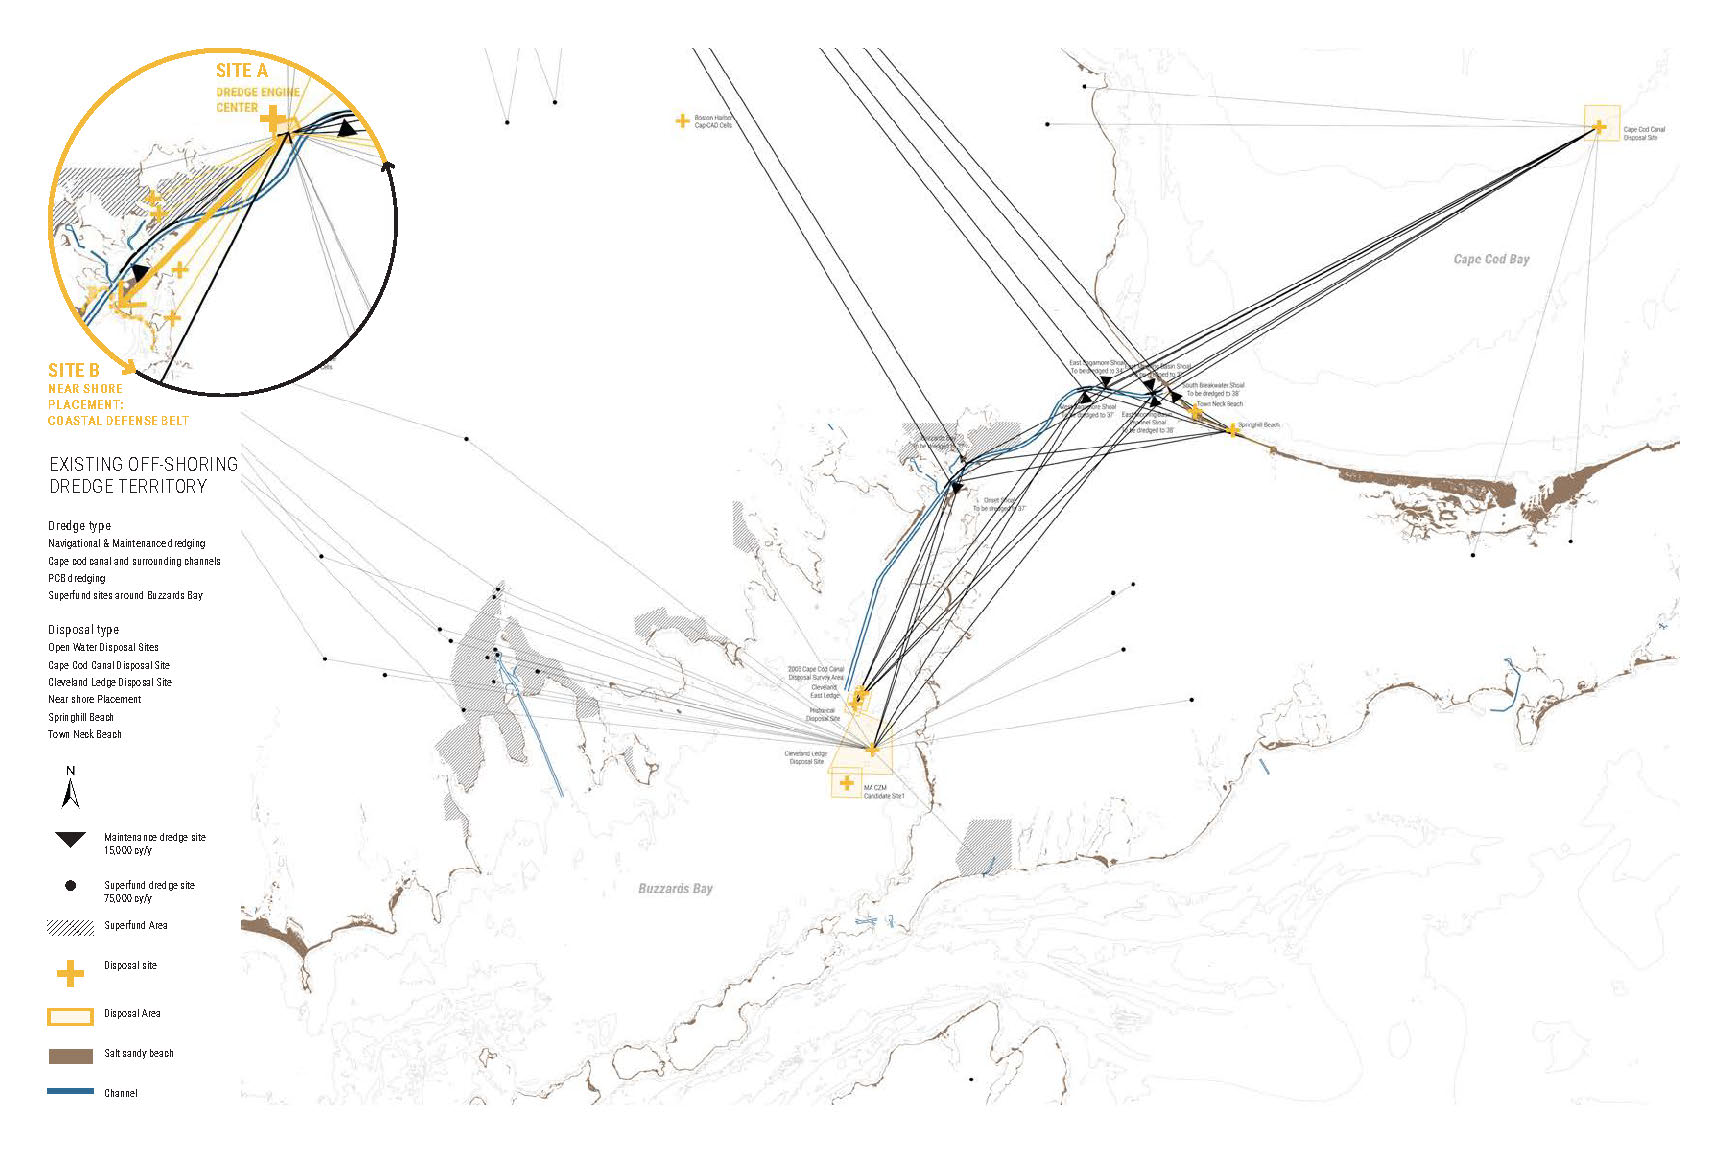 SITE A
DREDGE ENGINE
CENTER
SITE B
NEAR SHORE
PLACEMENT:
COASTAL DEFENSE BELT
EXISTING OFF-SHORING
DREDGE TERRITORY
Dredge type
Navigational & Maintenance dredging
Cape cod canal and surrounding channels
PCB dredging
Superfund sites around Buzzards Bay
Disposal type
Open Water Disposal Sites
Cape Cod Canal Disposal Site
Cleveland Ledge Disposal Site
Near shore Placement
Springhill Beach
Town Neck Beach
N
Maintenance dredge site
15,000 cy/y
Superfund dredge site
75,000 cy/y
Superfund Area
Disposal site
Disposal Area
Salt sandy beach
Channel
Boston Harbor
CapCAD Cells
Cape Cod Canal
Disposal Site
Cape Cod Bay
East Sagamore Shoal
To be dredged to 34'
South Breakwater Shoal
To be dredged to 38'
Town Neck Beach
Springhill Beach
To be dredged to 38'
Onset Shoal
To be dredged to 37'
Cape Cod Canal
Disposal Survey Area
Cleveland
East Ledge
Historical
Disposal Site
Cleveland Ledge
Disposal Site
MA CZM
Candidate Site 1
Buzzards Bay